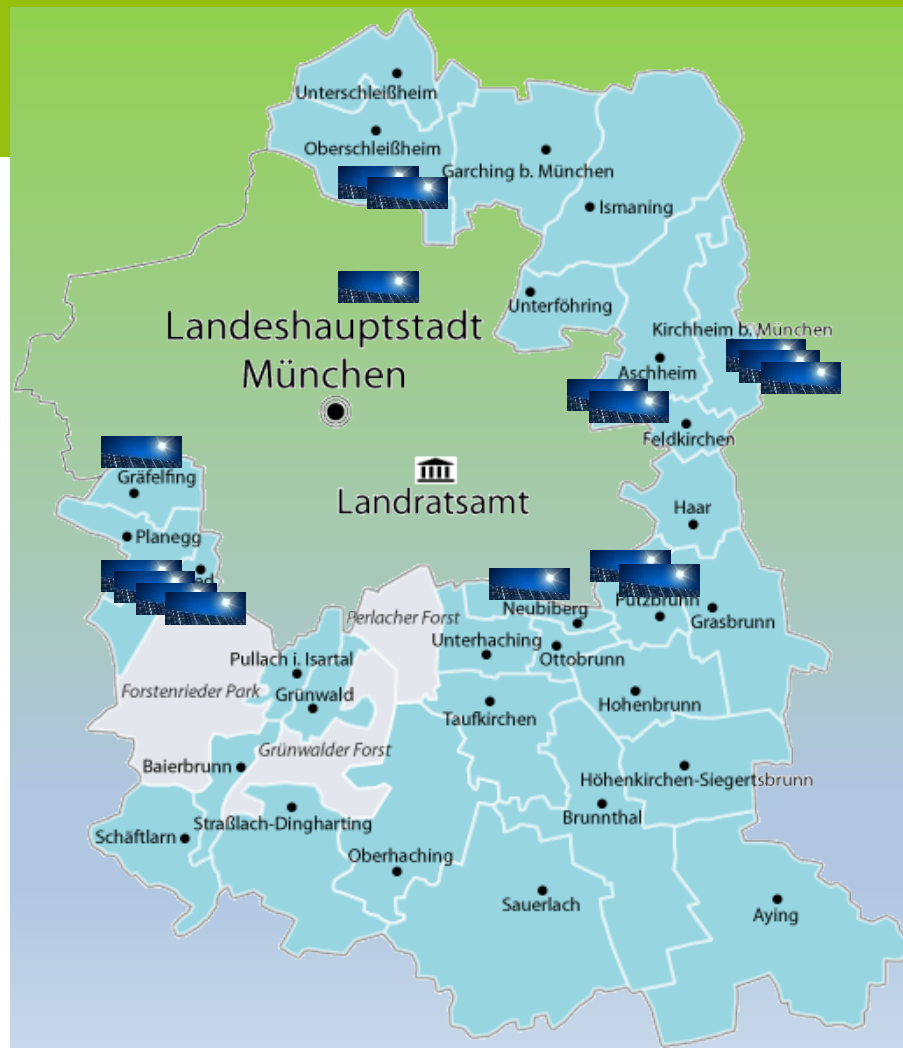 Unterschleißheim
Oberschleißheim
Garching b. München
Ismaning
Unterföhring
Landeshauptstadt
München
Kirchheim b. München
Aschheim
Feldkirchen
Gräfelfing
Landratsamt
Haar
Planegg
Neubiberg
Putzbrunn
Grasbrunn
Perlacher Forst
Unterhaching
Ottobrunn
Pullach i. Isartal
Forstenrieder Park
Grünwald
Hohenbrunn
Taufkirchen
Grünwalder Forst
Baierbrunn
Höhenkirchen-Siegertsbrunn
Brunnthal
Straßlach-Dingharting
Schäftlarn
Oberhaching
Sauerlach
Aying